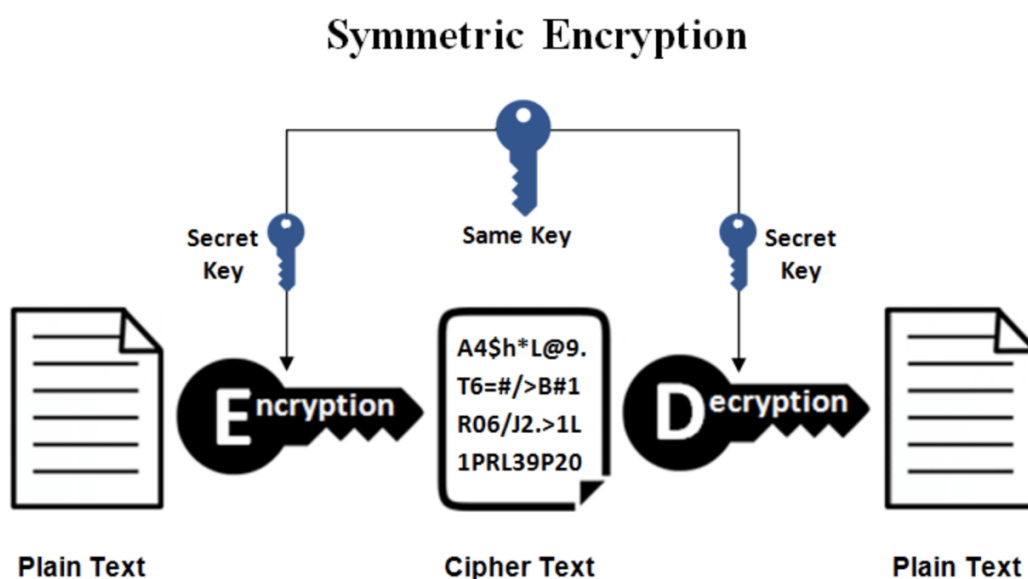 Symmetric Encryption
Same Key
Secret
Key
Secret
Key
Encryption
A4$h*L@9.
T6=#/>B#1
R06/J2.>1L
1PRL39P20
Decryption
Plain Text
Cipher Text
Plain Text